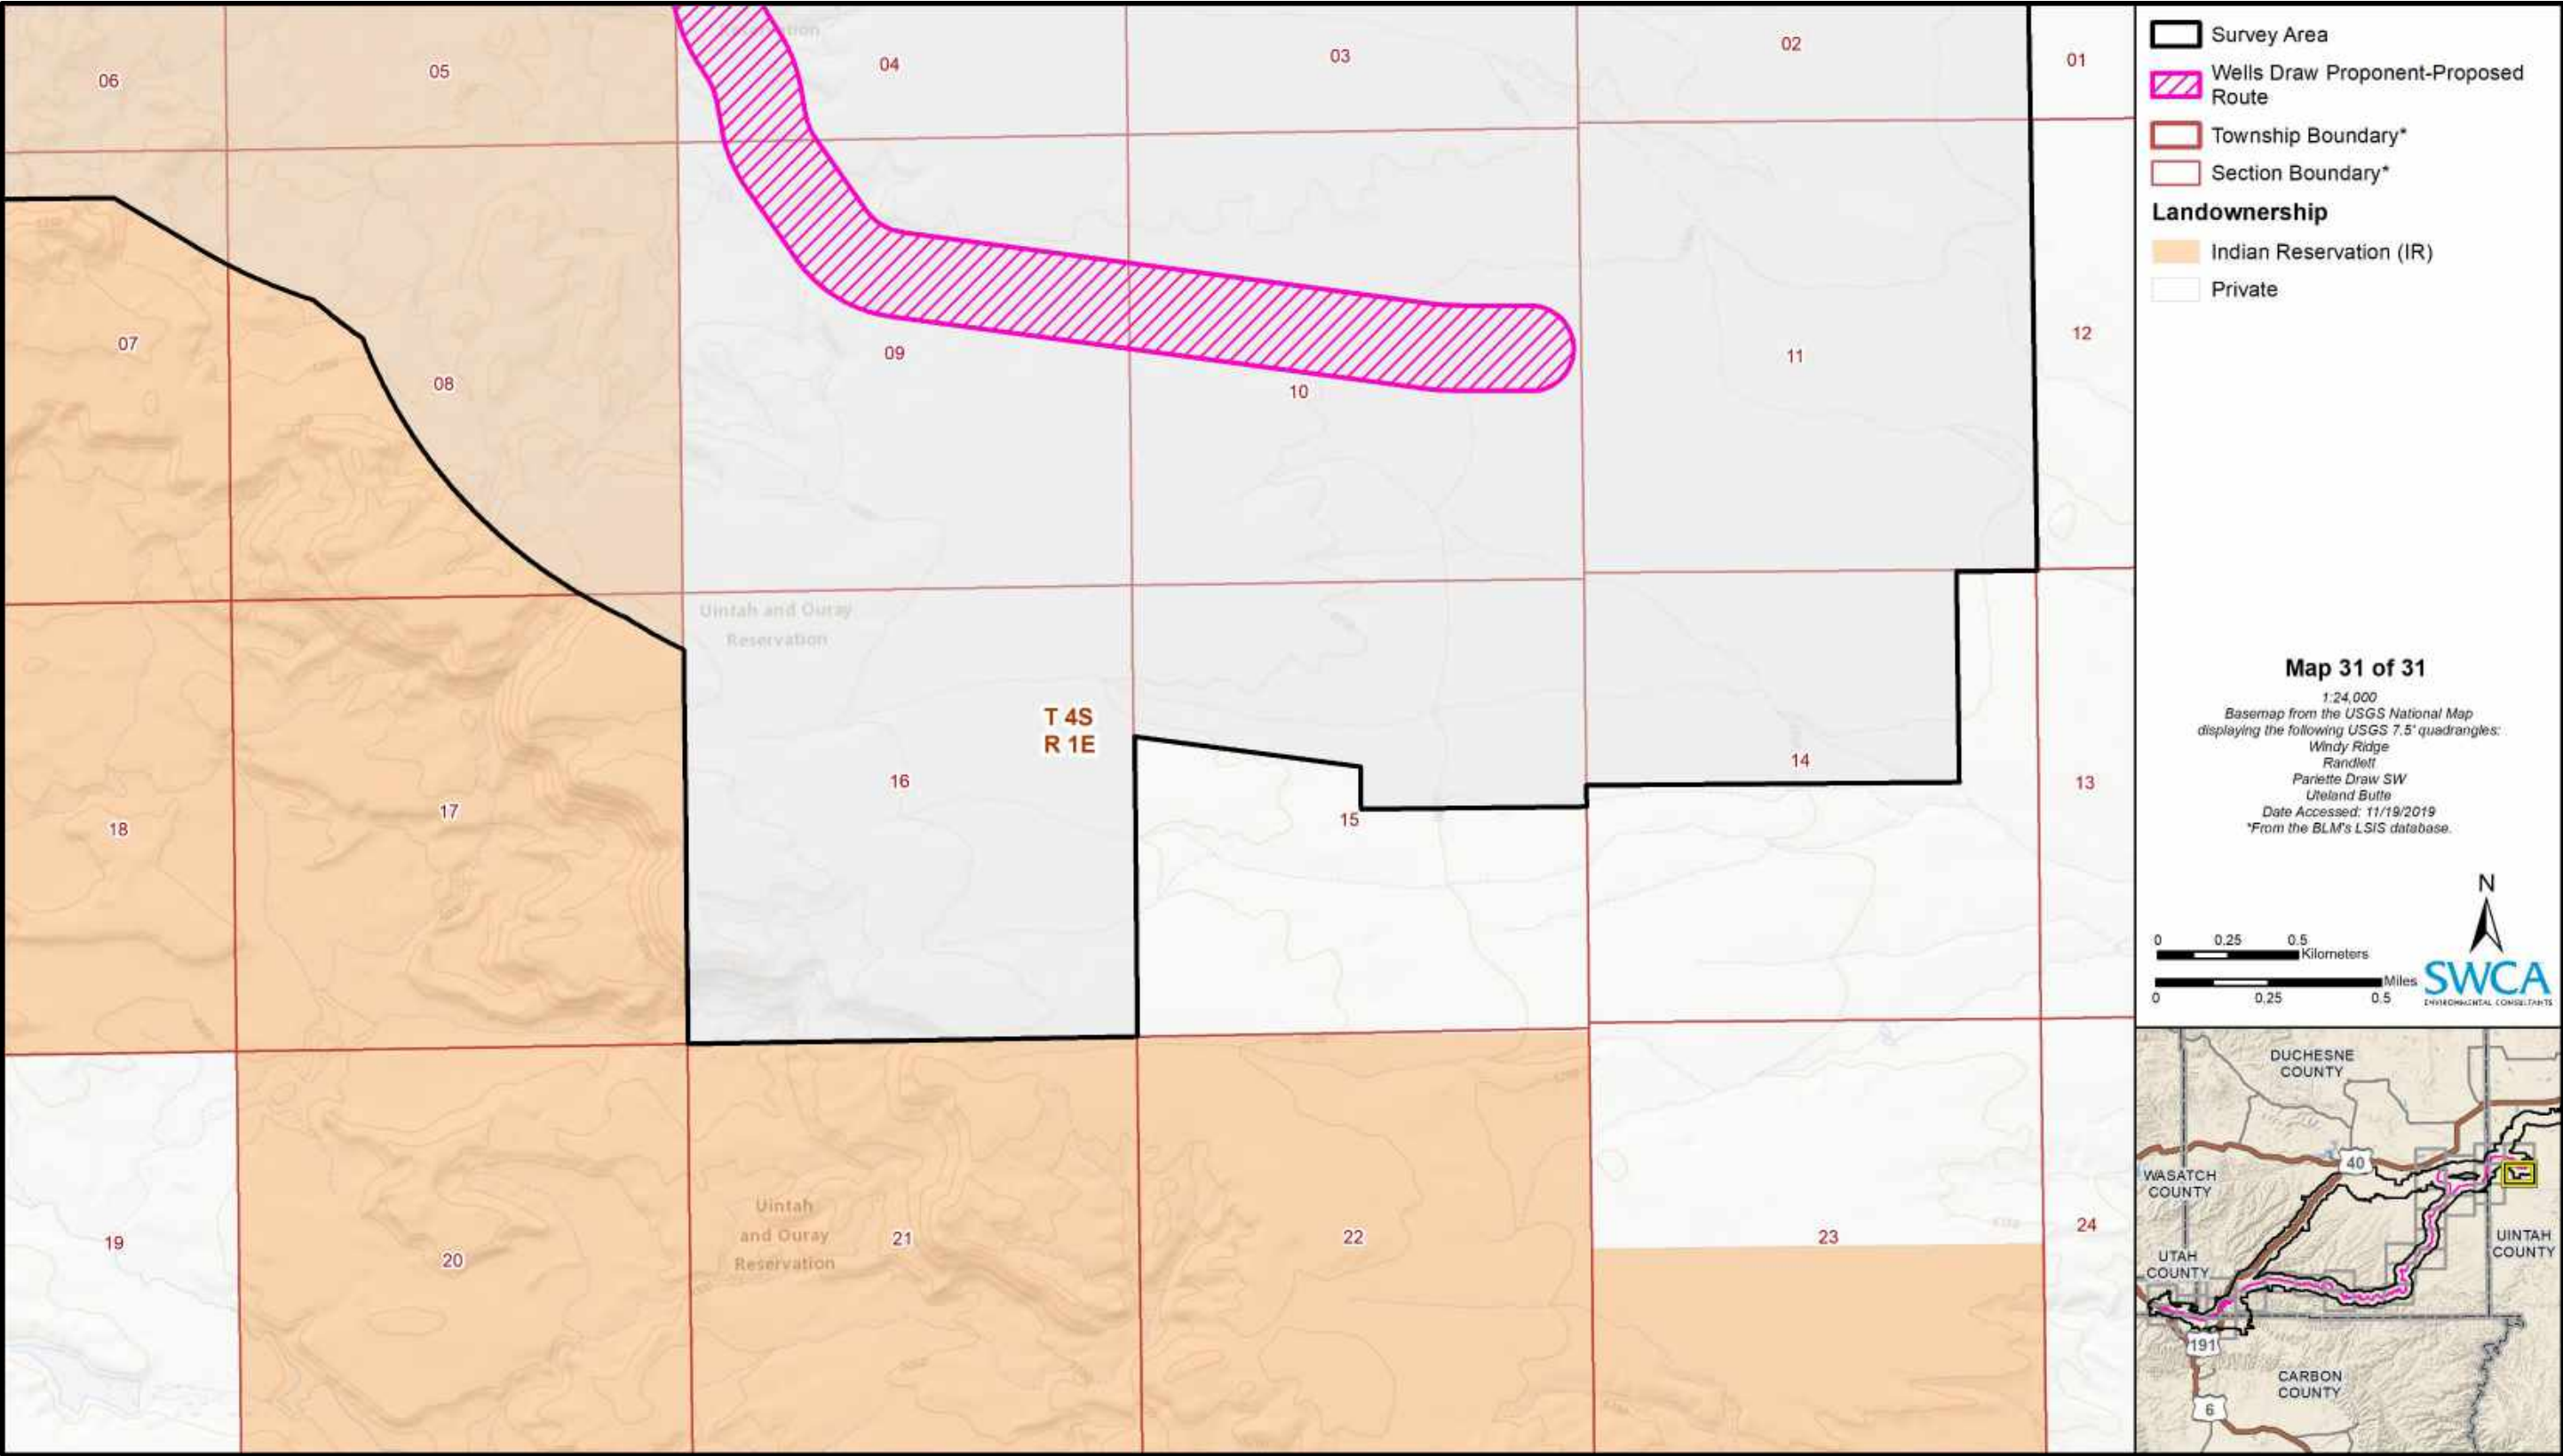 Reservation
06
05
04
03
02
01
07
08
09
10
11
12
Uintah and Ouray
Reservation
T 4S
R 1E
18
17
16
15
14
13
19
20
Uintah
and Ouray
Reservation
21
22
23
24
Survey Area
Wells Draw Proponent-Proposed
Route
Township Boundary*
Section Boundary*
Landownership
Indian Reservation (IR)
Private
Map 31 of 31
1:24,000
Basemap from the USGS National Map
displaying the following USGS 7.5' quadrangles:
Windy Ridge
Randlett
Pariette Draw SW
Uteland Butte
Date Accessed: 11/19/2019
*From the BLM's LSIS database.
N
0 0.25 0.5
Kilometers
Miles
0 0.25 0.5
SWCA
ENVIRONMENTAL CONSULTANTS
DUCHESNE
COUNTY
40
WASATCH
COUNTY
UINTAH
COUNTY
UTAH
COUNTY
191
CARBON
COUNTY
6